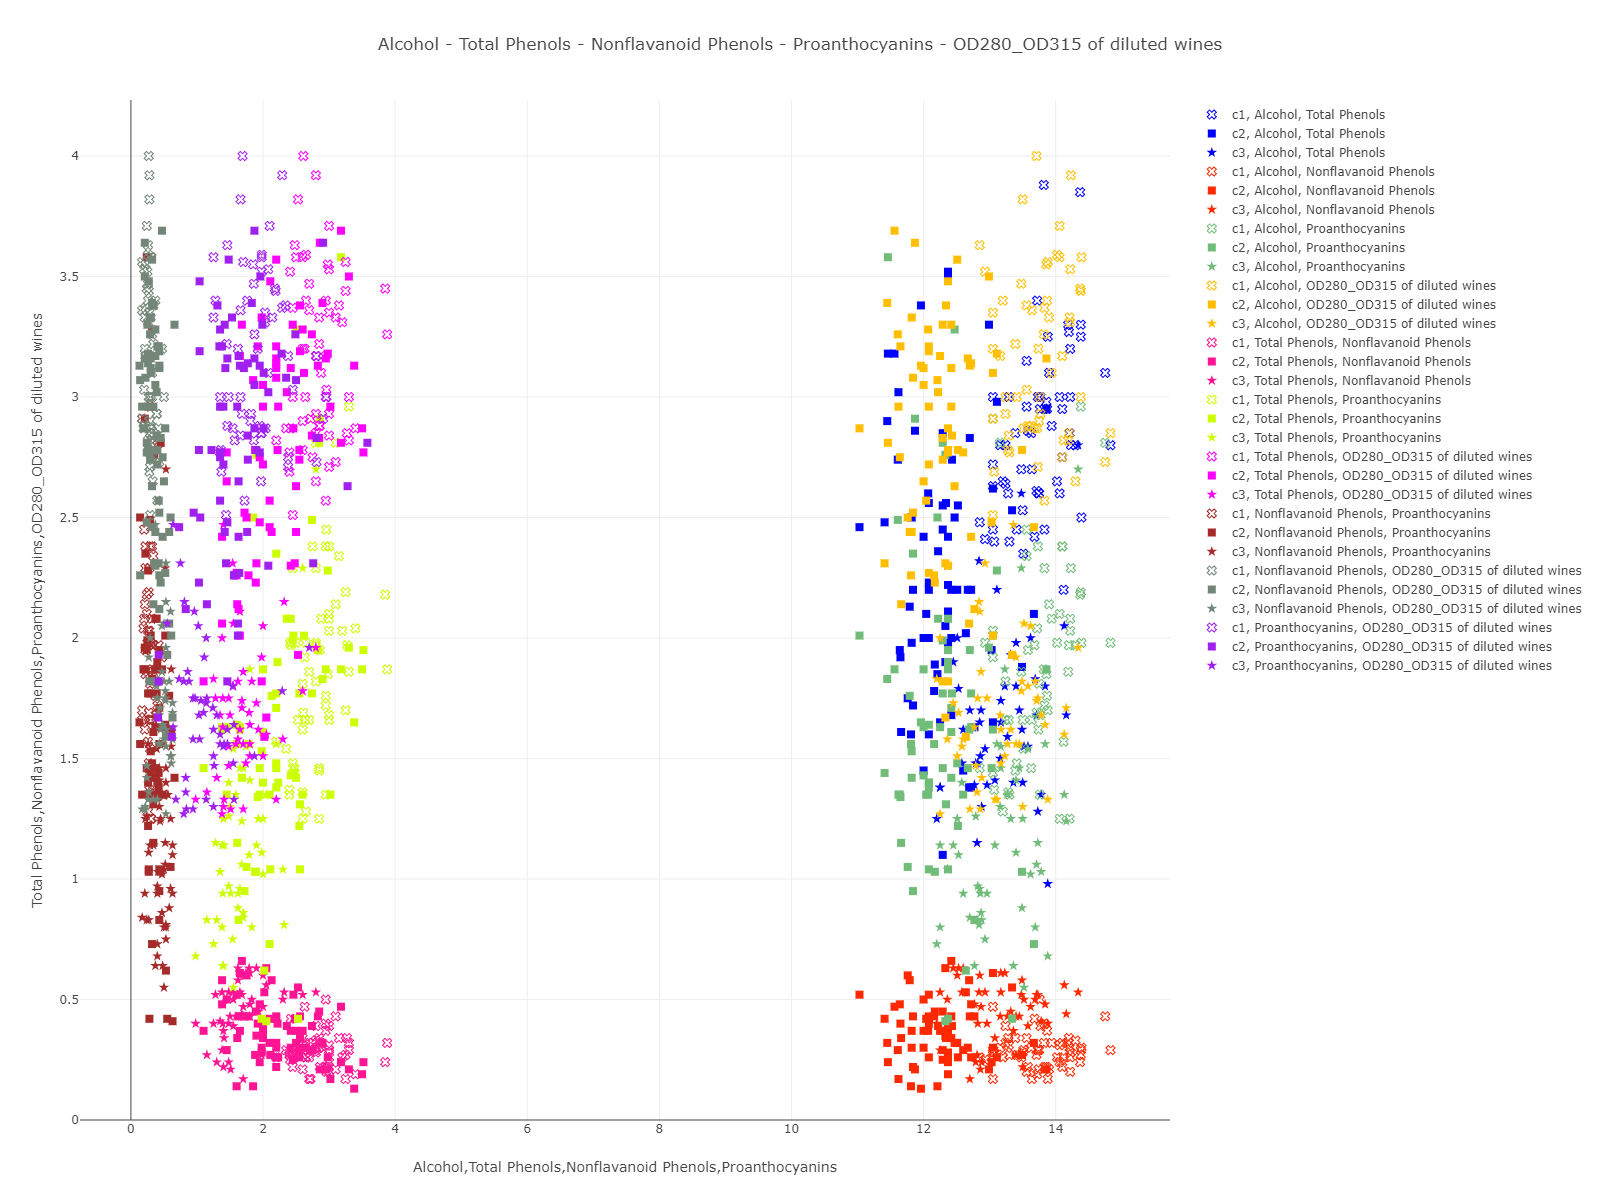 Alcohol - Total Phenols - Nonflavanoid Phenols - Proanthocyanins - OD280_OD315 of diluted wines
c1, Alcohol, Total Phenols
c2, Alcohol, Total Phenols
c3, Alcohol, Total Phenols
c1, Alcohol, Nonflavanoid Phenols
c2, Alcohol, Nonflavanoid Phenols
c3, Alcohol, Nonflavanoid Phenols
c1, Alcohol, Proanthocyanins
c2, Alcohol, Proanthocyanins
c3, Alcohol, Proanthocyanins
c1, Alcohol, OD280_OD315 of diluted wines
c2, Alcohol, OD280_OD315 of diluted wines
c3, Alcohol, OD280_OD315 of diluted wines
c1, Total Phenols, Nonflavanoid Phenols
c2, Total Phenols, Nonflavanoid Phenols
c3, Total Phenols, Nonflavanoid Phenols
c1, Total Phenols, Proanthocyanins
c2, Total Phenols, Proanthocyanins
c3, Total Phenols, Proanthocyanins
c1, Total Phenols, OD280_OD315 of diluted wines
c2, Total Phenols, OD280_OD315 of diluted wines
c3, Total Phenols, OD280_OD315 of diluted wines
c1, Nonflavanoid Phenols, Proanthocyanins
c2, Nonflavanoid Phenols, Proanthocyanins
c3, Nonflavanoid Phenols, Proanthocyanins
c1, Nonflavanoid Phenols, OD280_OD315 of diluted wines
c2, Nonflavanoid Phenols, OD280_OD315 of diluted wines
c3, Nonflavanoid Phenols, OD280_OD315 of diluted wines
c1, Proanthocyanins, OD280_OD315 of diluted wines
c2, Proanthocyanins, OD280_OD315 of diluted wines
c3, Proanthocyanins, OD280_OD315 of diluted wines
Total Phenols,Nonflavanoid Phenols,Proanthocyanins,OD280_OD315 of diluted wines
4
3.5
3
2.5
2
1.5
1
0.5
0
0 2 4 6 8 10 12 14
Alcohol,Total Phenols,Nonflavanoid Phenols,Proanthocyanins